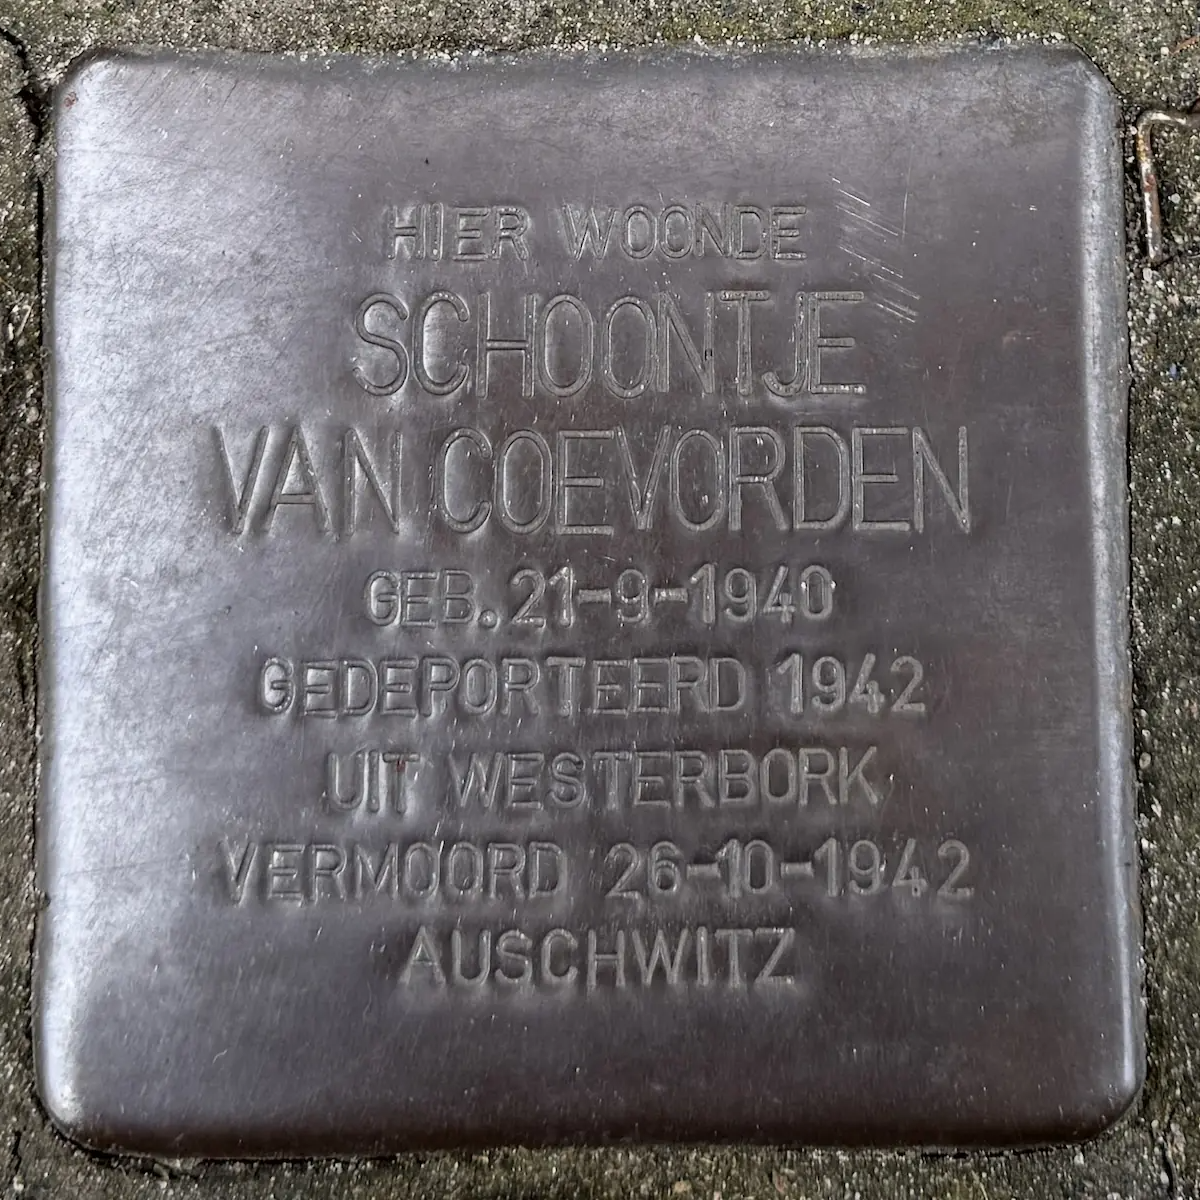 HIER WOONDE
SCHOONTJE
VAN COEVORDEN
GEB. 21-9-1940
GEDEPORTEERD 1942
UIT WESTERBORK
VERMOORD 26-10-1942
AUSCHWITZ